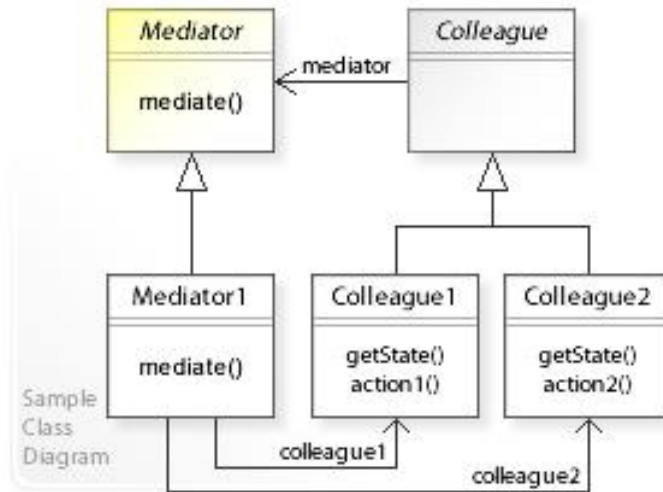 Mediator
Colleague
mediator
mediate()
Mediator1
Colleague1
Colleague2
mediate()
getState()
action1()
getState()
action2()
Sample
Class
Diagram
colleague1
colleague2